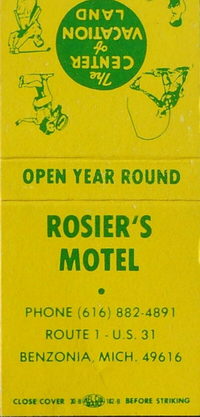 The
CENTER
of
VACATION
LAND
OPEN YEAR ROUND
ROSIER'S
MOTEL
•
PHONE (616) 882-4891
ROUTE 1 - U.S. 31
BENZONIA, MICH. 49616
CLOSE COVER BEFORE STRIKING